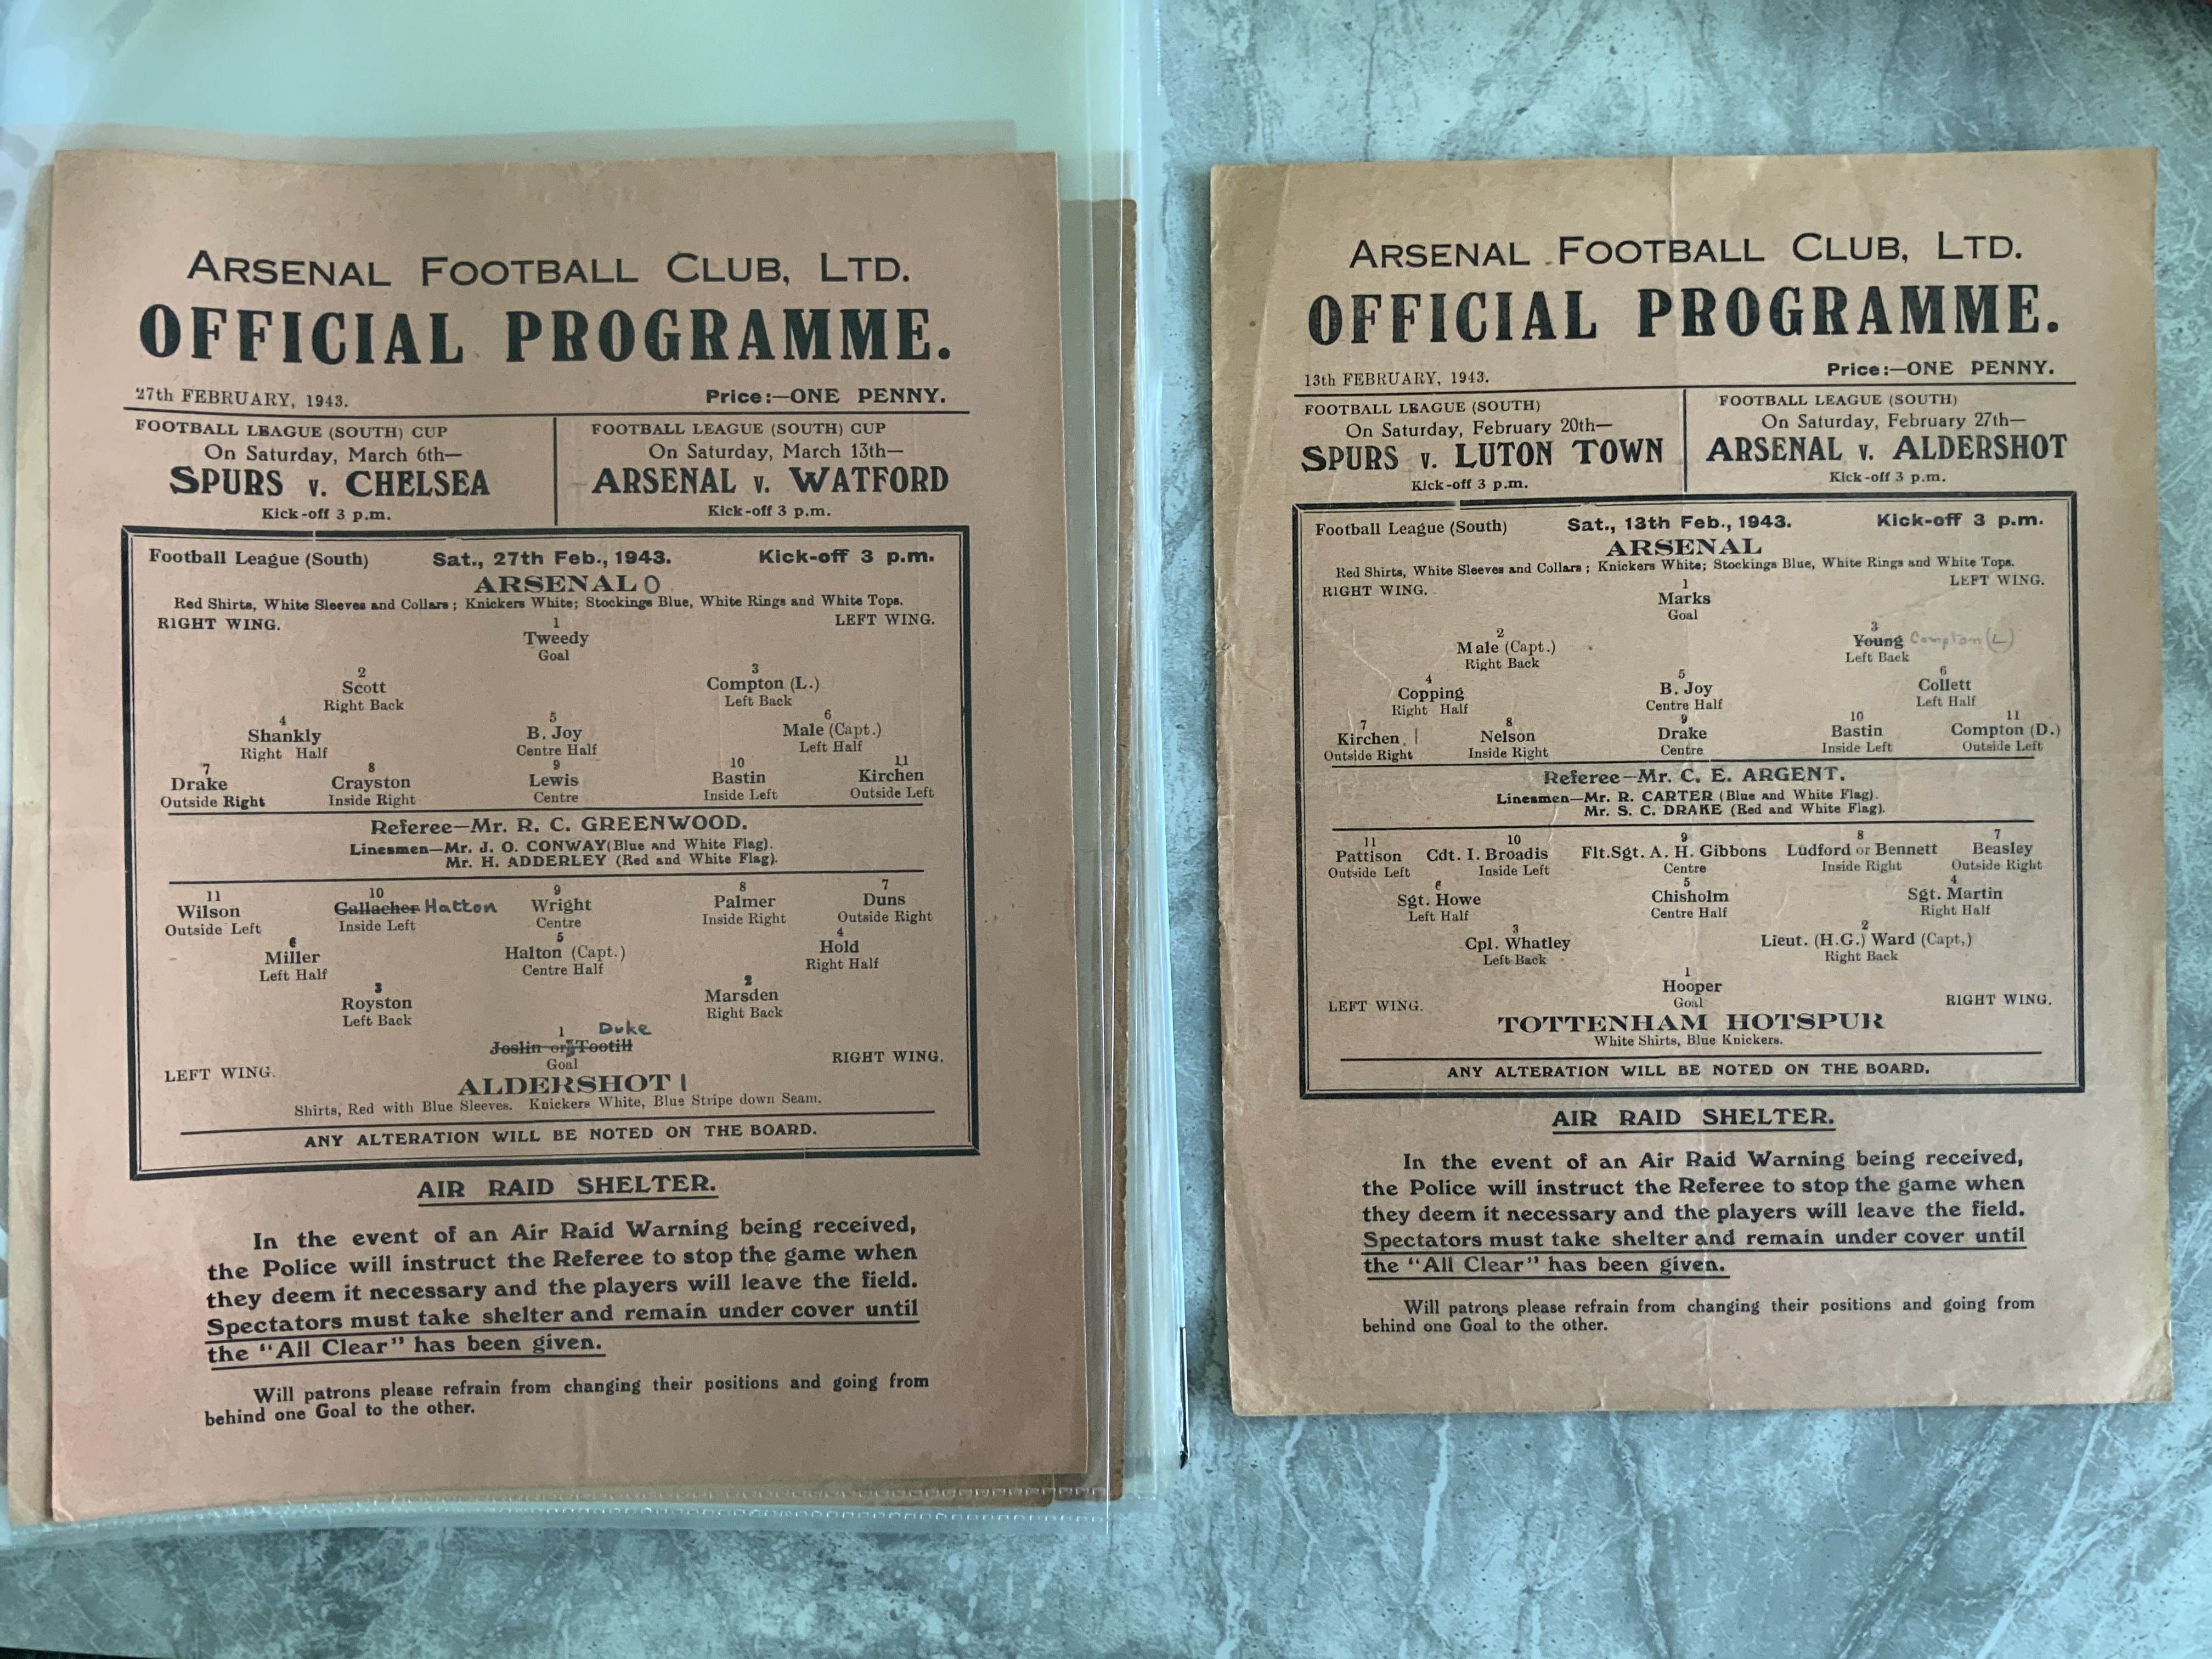 ARSENAL FOOTBALL CLUB, LTD.
OFFICIAL PROGRAMME.
27th FEBRUARY, 1943. Price:—ONE PENNY.
FOOTBALL LEAGUE (SOUTH) CUP
On Saturday, March 6th—
SPURS v. CHELSEA
Kick-off 3 p.m.
FOOTBALL LEAGUE (SOUTH) CUP
On Saturday, March 13th—
ARSENAL v. WATFORD
Kick-off 3 p.m.
Football League (South) Sat., 27th Feb., 1943. Kick-off 3 p.m.
ARSENAL 0
Red Shirts, White Sleeves and Collars; Knickers White; Stockings Blue, White Rings and White Tops.
RIGHT WING. 1 LEFT WING.
Tweedy
Goal
2 3
Scott Compton (L.)
Right Back Left Back
4 5 6
Shankly B. Joy Male (Capt.)
Right Half Centre Half Left Half
7 8 9 10 11
Drake Crayston Lewis Bastin Kirchen
Outside Right Inside Right Centre Inside Left Outside Left
Referee—Mr. R. C. GREENWOOD.
Linesmen—Mr. J. O. CONWAY (Blue and White Flag).
Mr. H. ADDERLEY (Red and White Flag).
11 10 9 8 7
Wilson Gallacher Hatton Wright Palmer Duns
Outside Left Inside Left Centre Inside Right Outside Right
6 5 4
Miller Halton (Capt.) Hold
Left Half Centre Half Right Half
3 2
Royston Marsden
Left Back Right Back
1 Duke
Joslin or Tootill
Goal
LEFT WING. RIGHT WING.
ALDERSHOT 1
Shirts, Red with Blue Sleeves. Knickers White, Blue Stripe down Seam.
ANY ALTERATION WILL BE NOTED ON THE BOARD.
AIR RAID SHELTER.
In the event of an Air Raid Warning being received,
the Police will instruct the Referee to stop the game when
they deem it necessary and the players will leave the field.
Spectators must take shelter and remain under cover until
the "All Clear" has been given.
Will patrons please refrain from changing their positions and going from
behind one Goal to the other.
ARSENAL FOOTBALL CLUB, LTD.
OFFICIAL PROGRAMME.
13th FEBRUARY, 1943. Price:—ONE PENNY.
FOOTBALL LEAGUE (SOUTH)
On Saturday, February 20th—
SPURS v. LUTON TOWN
Kick-off 3 p.m.
FOOTBALL LEAGUE (SOUTH)
On Saturday, February 27th—
ARSENAL v. ALDERSHOT
Kick-off 3 p.m.
Football League (South) Sat., 13th Feb., 1943. Kick-off 3 p.m.
ARSENAL
Red Shirts, White Sleeves and Collars; Knickers White; Stockings Blue, White Rings and White Tops.
RIGHT WING. 1 LEFT WING.
Marks
Goal
2 3
Male (Capt.) Young Compton (L)
Right Back Left Back
4 5 6
Copping B. Joy Collett
Right Half Centre Half Left Half
7 8 9 10 11
Kirchen 1 Nelson Drake Bastin Compton (D.)
Outside Right Inside Right Centre Inside Left Outside Left
Referee—Mr. C. E. ARGENT.
Linesmen—Mr. R. CARTER (Blue and White Flag).
Mr. S. C. DRAKE (Red and White Flag).
11 10 9 8 7
Pattison Cdt. I. Broadis Flt.Sgt. A. H. Gibbons Ludford or Bennett Beasley
Outside Left Inside Left Centre Inside Right Outside Right
6 5 4
Sgt. Howe Chisholm Sgt. Martin
Left Half Centre Half Right Half
3 2
Cpl. Whatley Lieut. (H.G.) Ward (Capt,)
Left Back Right Back
1
Hooper
Goal
LEFT WING. RIGHT WING.
TOTTENHAM HOTSPUR
White Shirts, Blue Knickers.
ANY ALTERATION WILL BE NOTED ON THE BOARD.
AIR RAID SHELTER.
In the event of an Air Raid Warning being received,
the Police will instruct the Referee to stop the game when
they deem it necessary and the players will leave the field.
Spectators must take shelter and remain under cover until
the "All Clear" has been given.
Will patrons please refrain from changing their positions and going from
behind one Goal to the other.